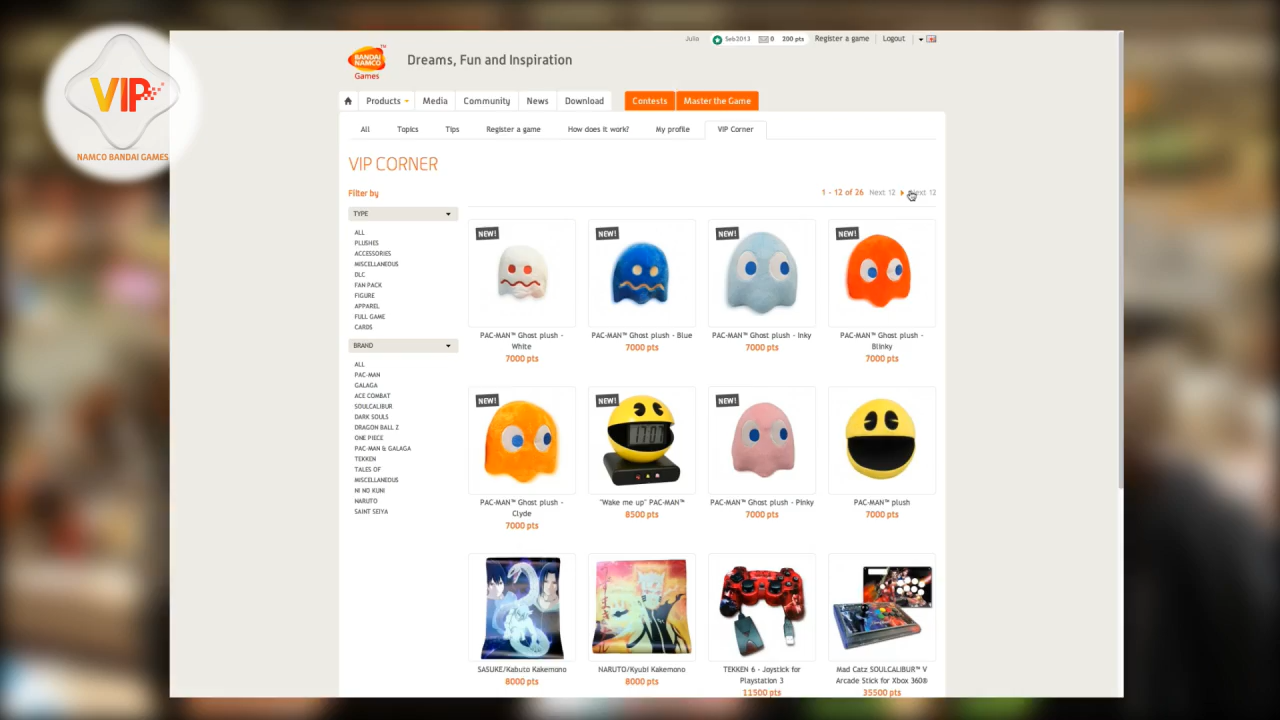 VIP
NAMCO BANDAI GAMES
Julio
Seb2013
0
200 pts
Register a game
Logout
BANDAI
NAMCO
Games
Dreams, Fun and Inspiration
Products
Media
Community
News
Download
Contests
Master the Game
All
Topics
Tips
Register a game
How does it work?
My profile
VIP Corner
VIP CORNER
Filter by
1 - 12 of 26
Next 12
Next 12
TYPE
ALL
PLUSHES
ACCESSORIES
MISCELLANEOUS
DLC
FAN PACK
FIGURE
APPAREL
FULL GAME
CARDS
BRAND
ALL
PAC-MAN
GALAGA
ACE COMBAT
SOULCALIBUR
DARK SOULS
DRAGON BALL Z
ONE PIECE
PAC-MAN & GALAGA
TEKKEN
TALES OF
MISCELLANEOUS
NI NO KUNI
NARUTO
SAINT SEIYA
NEW!
NEW!
NEW!
NEW!
PAC-MAN™ Ghost plush -
White
7000 pts
PAC-MAN™ Ghost plush - Blue
7000 pts
PAC-MAN™ Ghost plush - Inky
7000 pts
PAC-MAN™ Ghost plush -
Blinky
7000 pts
NEW!
NEW!
NEW!
PAC-MAN™ Ghost plush -
Clyde
7000 pts
"Wake me up" PAC-MAN™
8500 pts
PAC-MAN™ Ghost plush - Pinky
7000 pts
PAC-MAN™ plush
7000 pts
SASUKE/Kabuto Kakemono
8000 pts
NARUTO/Kyubi Kakemono
8000 pts
TEKKEN 6 - Joystick for
Playstation 3
11500 pts
Mad Catz SOULCALIBUR™ V
Arcade Stick for Xbox 360®
35500 pts